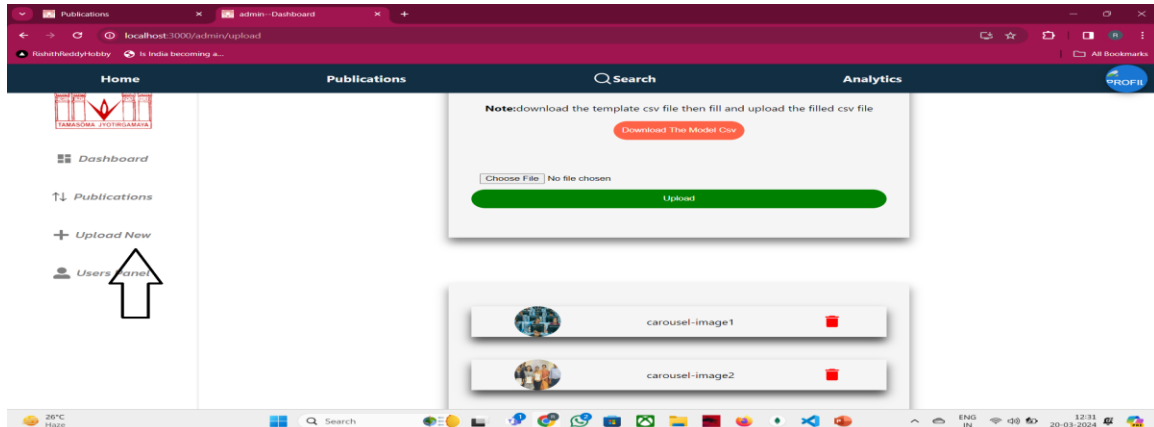 Publications
admin--Dashboard
localhost:3000/admin/upload
RishithReddyHobby
Is India becoming a...
All Bookmarks
Home
Publications
Search
Analytics
PROFIL
TAMASOMA JYOTIRGAMAYA
Note:download the template csv file then fill and upload the filled csv file
Download The Model Csv
Dashboard
Choose File No file chosen
Publications
Upload
Upload New
Users Panel
carousel-image1
carousel-image2
26°C
Haze
Search
ENG
IN
12:31
20-03-2024